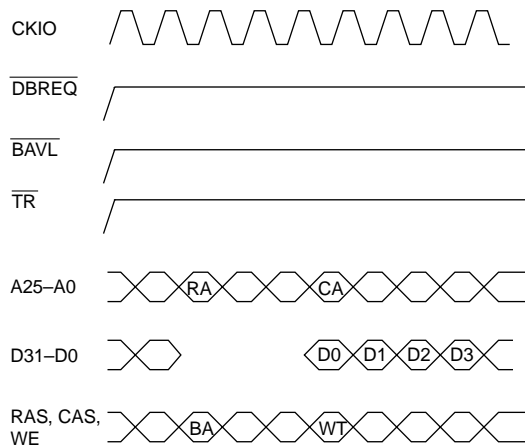 CKIO
DBREQ
BAVL
TR
A25–A0 RA CA
D31–D0 D0 D1 D2 D3
RAS, CAS,
WE BA WT